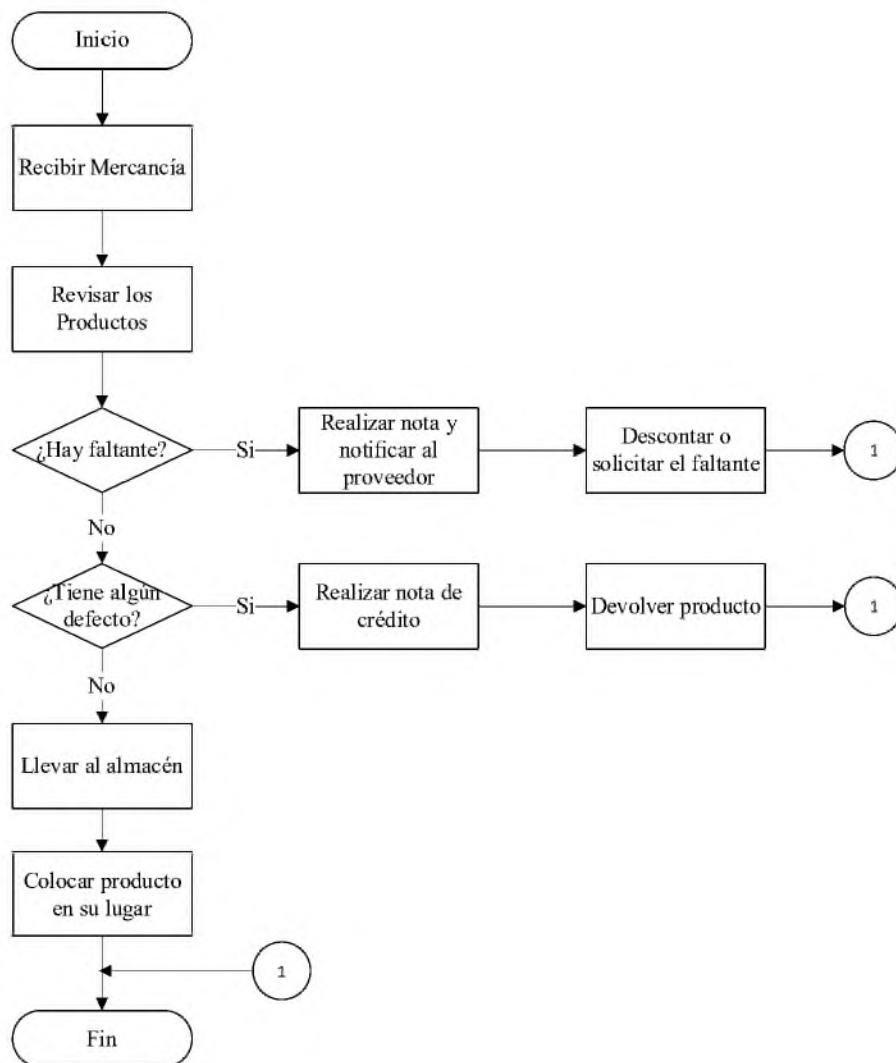 Inicio
Recibir Mercancía
Revisar los
Productos
¿Hay faltante?
Si
Realizar nota y
notificar al
proveedor
Descontar o
solicitar el faltante
1
No
¿Tiene algún
defecto?
Si
Realizar nota de
crédito
Devolver producto
1
No
Llevar al almacén
Colocar producto
en su lugar
1
Fin